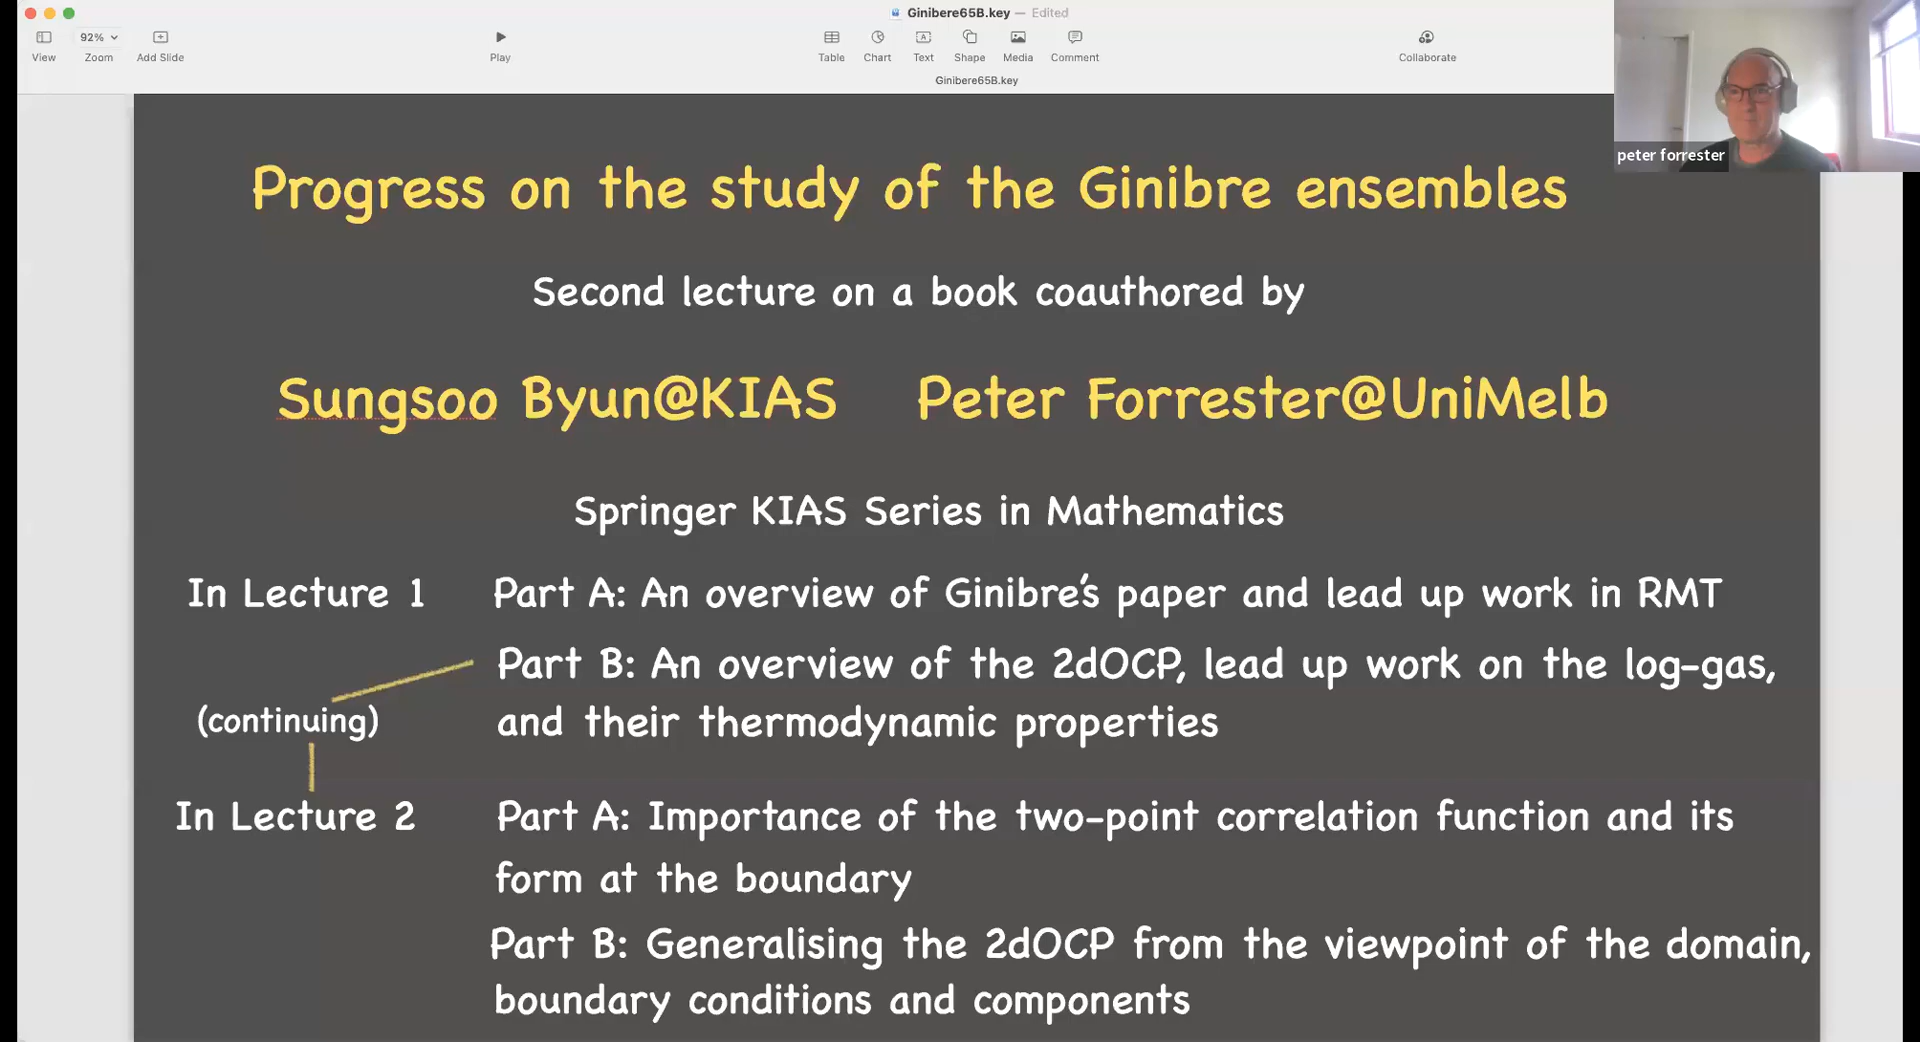 Ginibere65B.key — Edited
92%
View Zoom Add Slide Play Table Chart Text Shape Media Comment Collaborate
Ginibere65B.key
peter forrester
Progress on the study of the Ginibre ensembles
Second lecture on a book coauthored by
Sungsoo Byun@KIAS Peter Forrester@UniMelb
Springer KIAS Series in Mathematics
In Lecture 1 Part A: An overview of Ginibre's paper and lead up work in RMT
Part B: An overview of the 2dOCP, lead up work on the log-gas,
(continuing) and their thermodynamic properties
In Lecture 2 Part A: Importance of the two-point correlation function and its
form at the boundary
Part B: Generalising the 2dOCP from the viewpoint of the domain,
boundary conditions and components